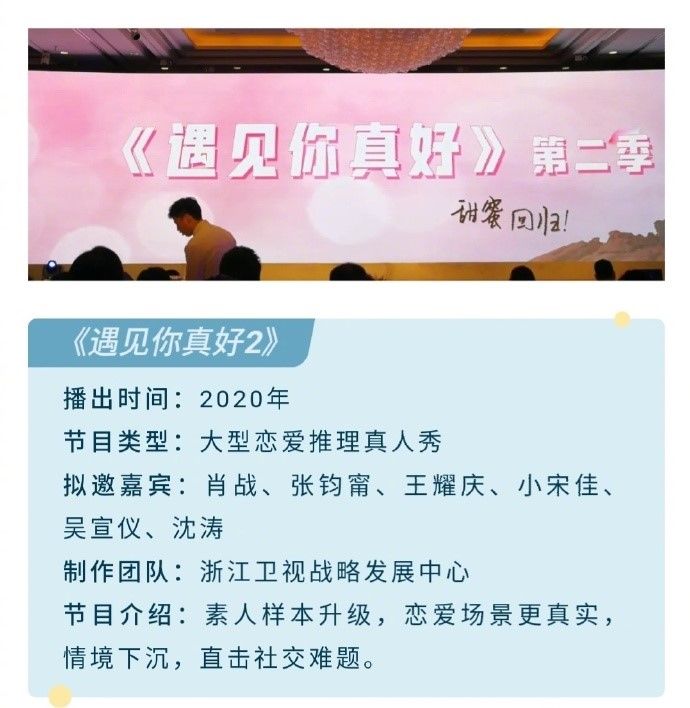 《遇见你真好》第二季
甜蜜回归!
《遇见你真好2》
播出时间：2020年
节目类型：大型恋爱推理真人秀
拟邀嘉宾：肖战、张钧甯、王耀庆、小宋佳、
吴宣仪、沈涛
制作团队：浙江卫视战略发展中心
节目介绍：素人样本升级，恋爱场景更真实，
情境下沉，直击社交难题。